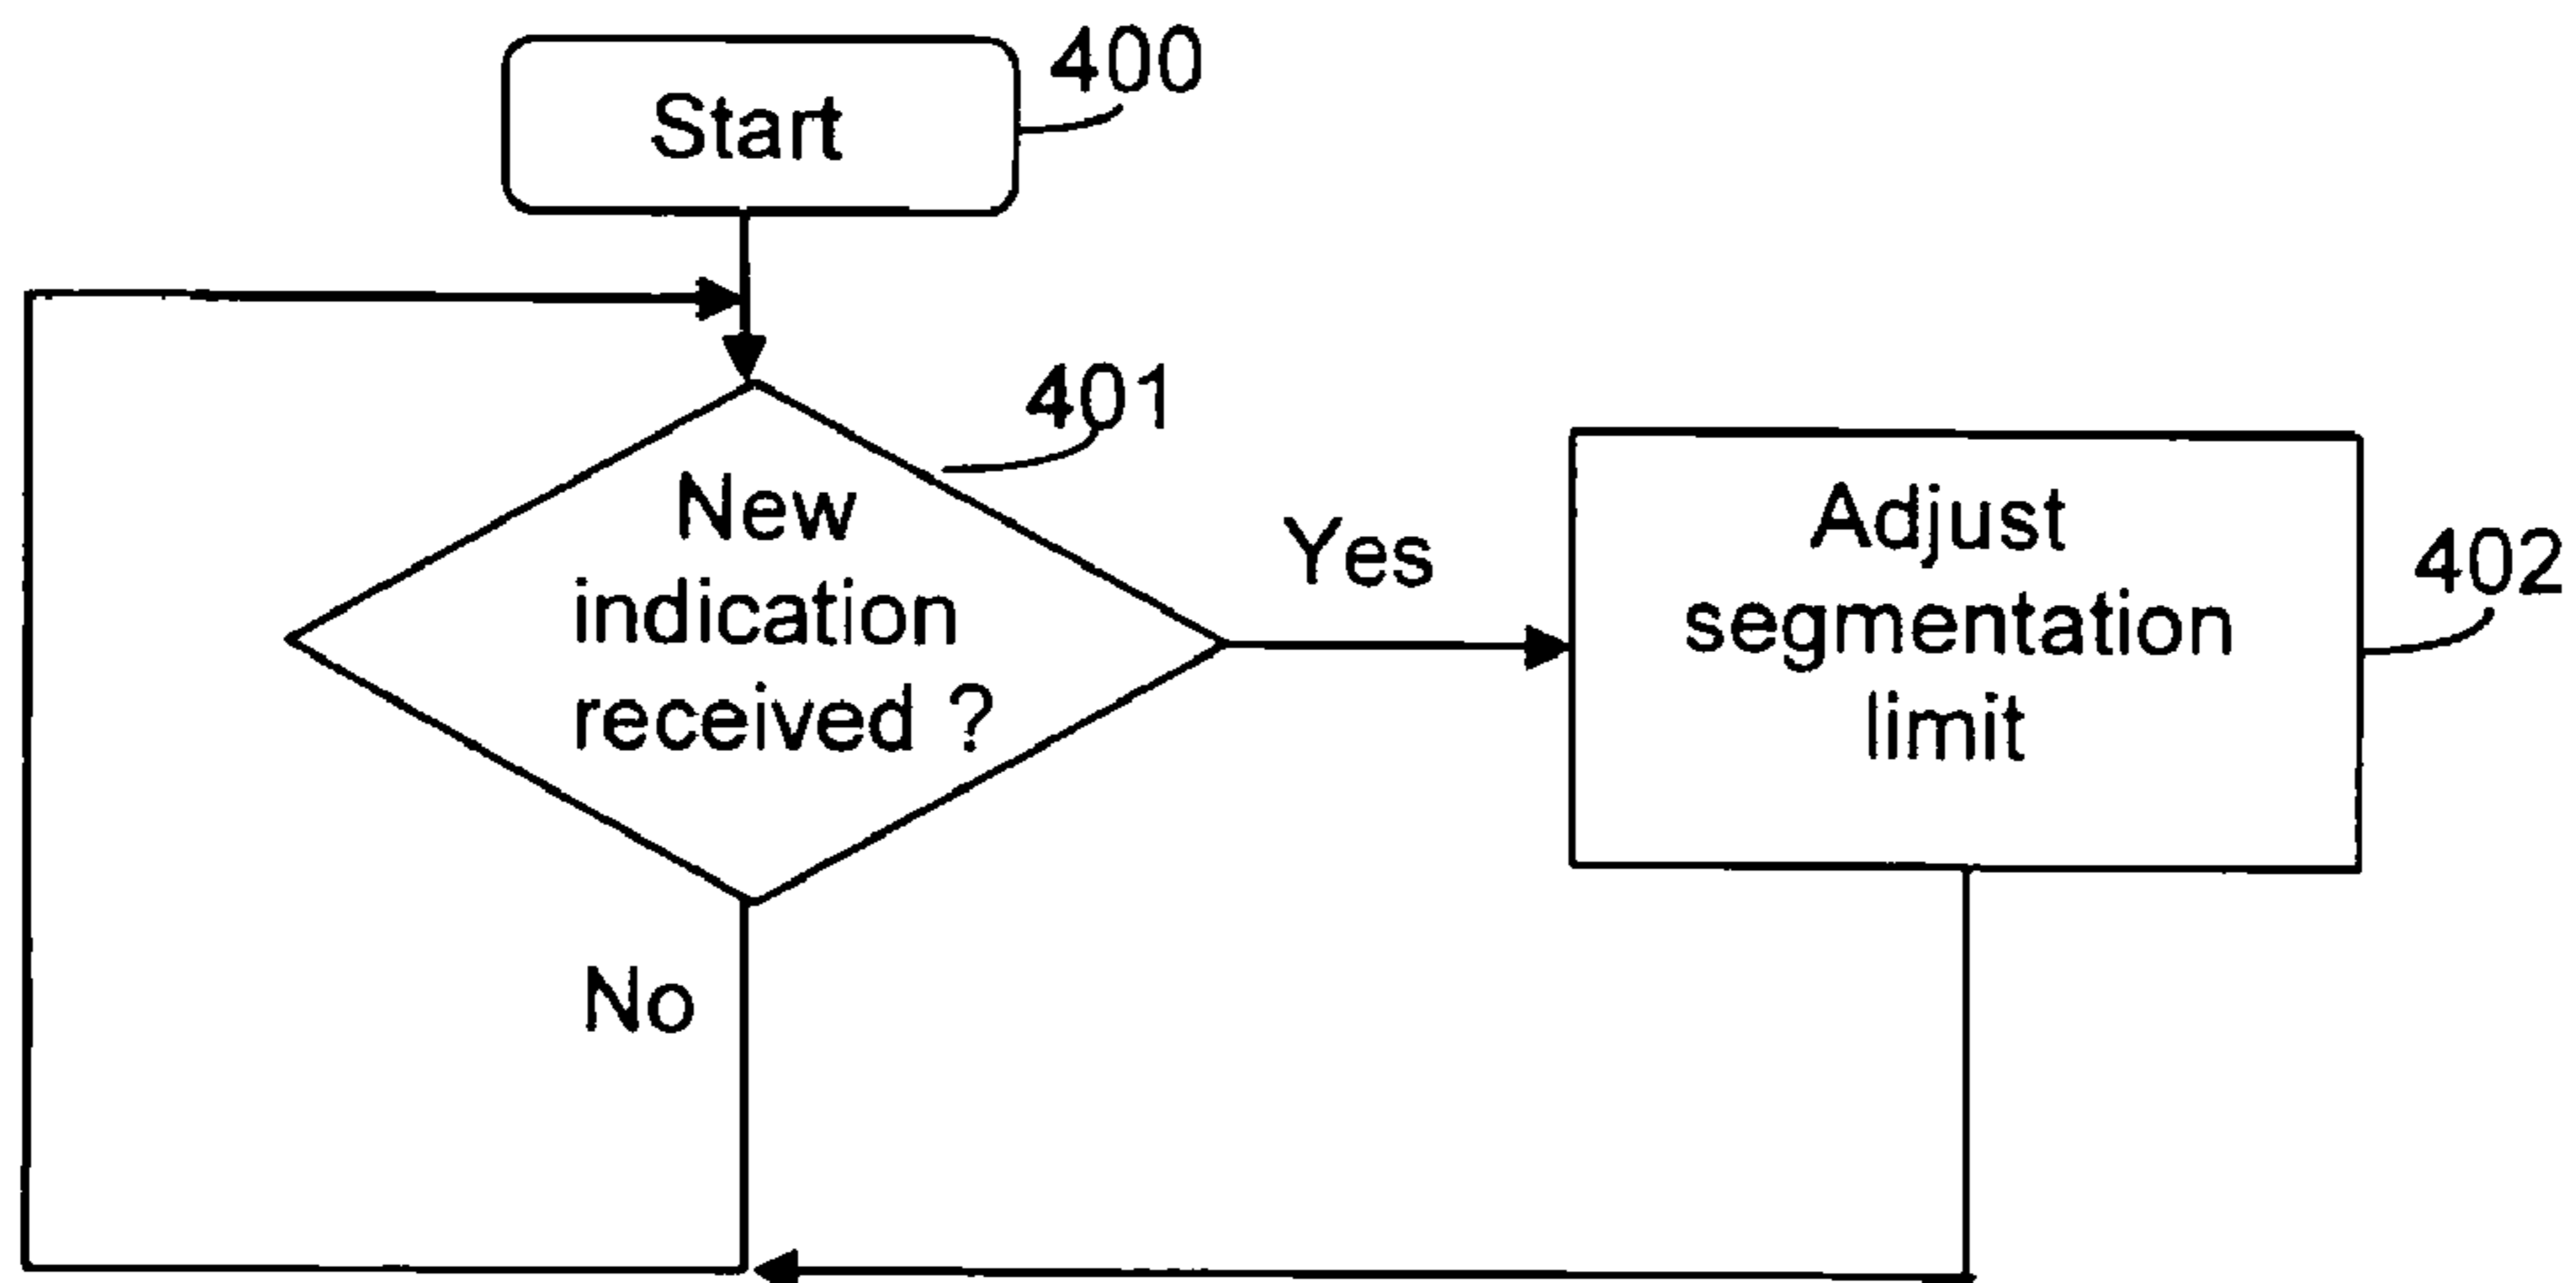 400
Start
401
New
indication
received ?
Yes
Adjust
segmentation
limit
402
No